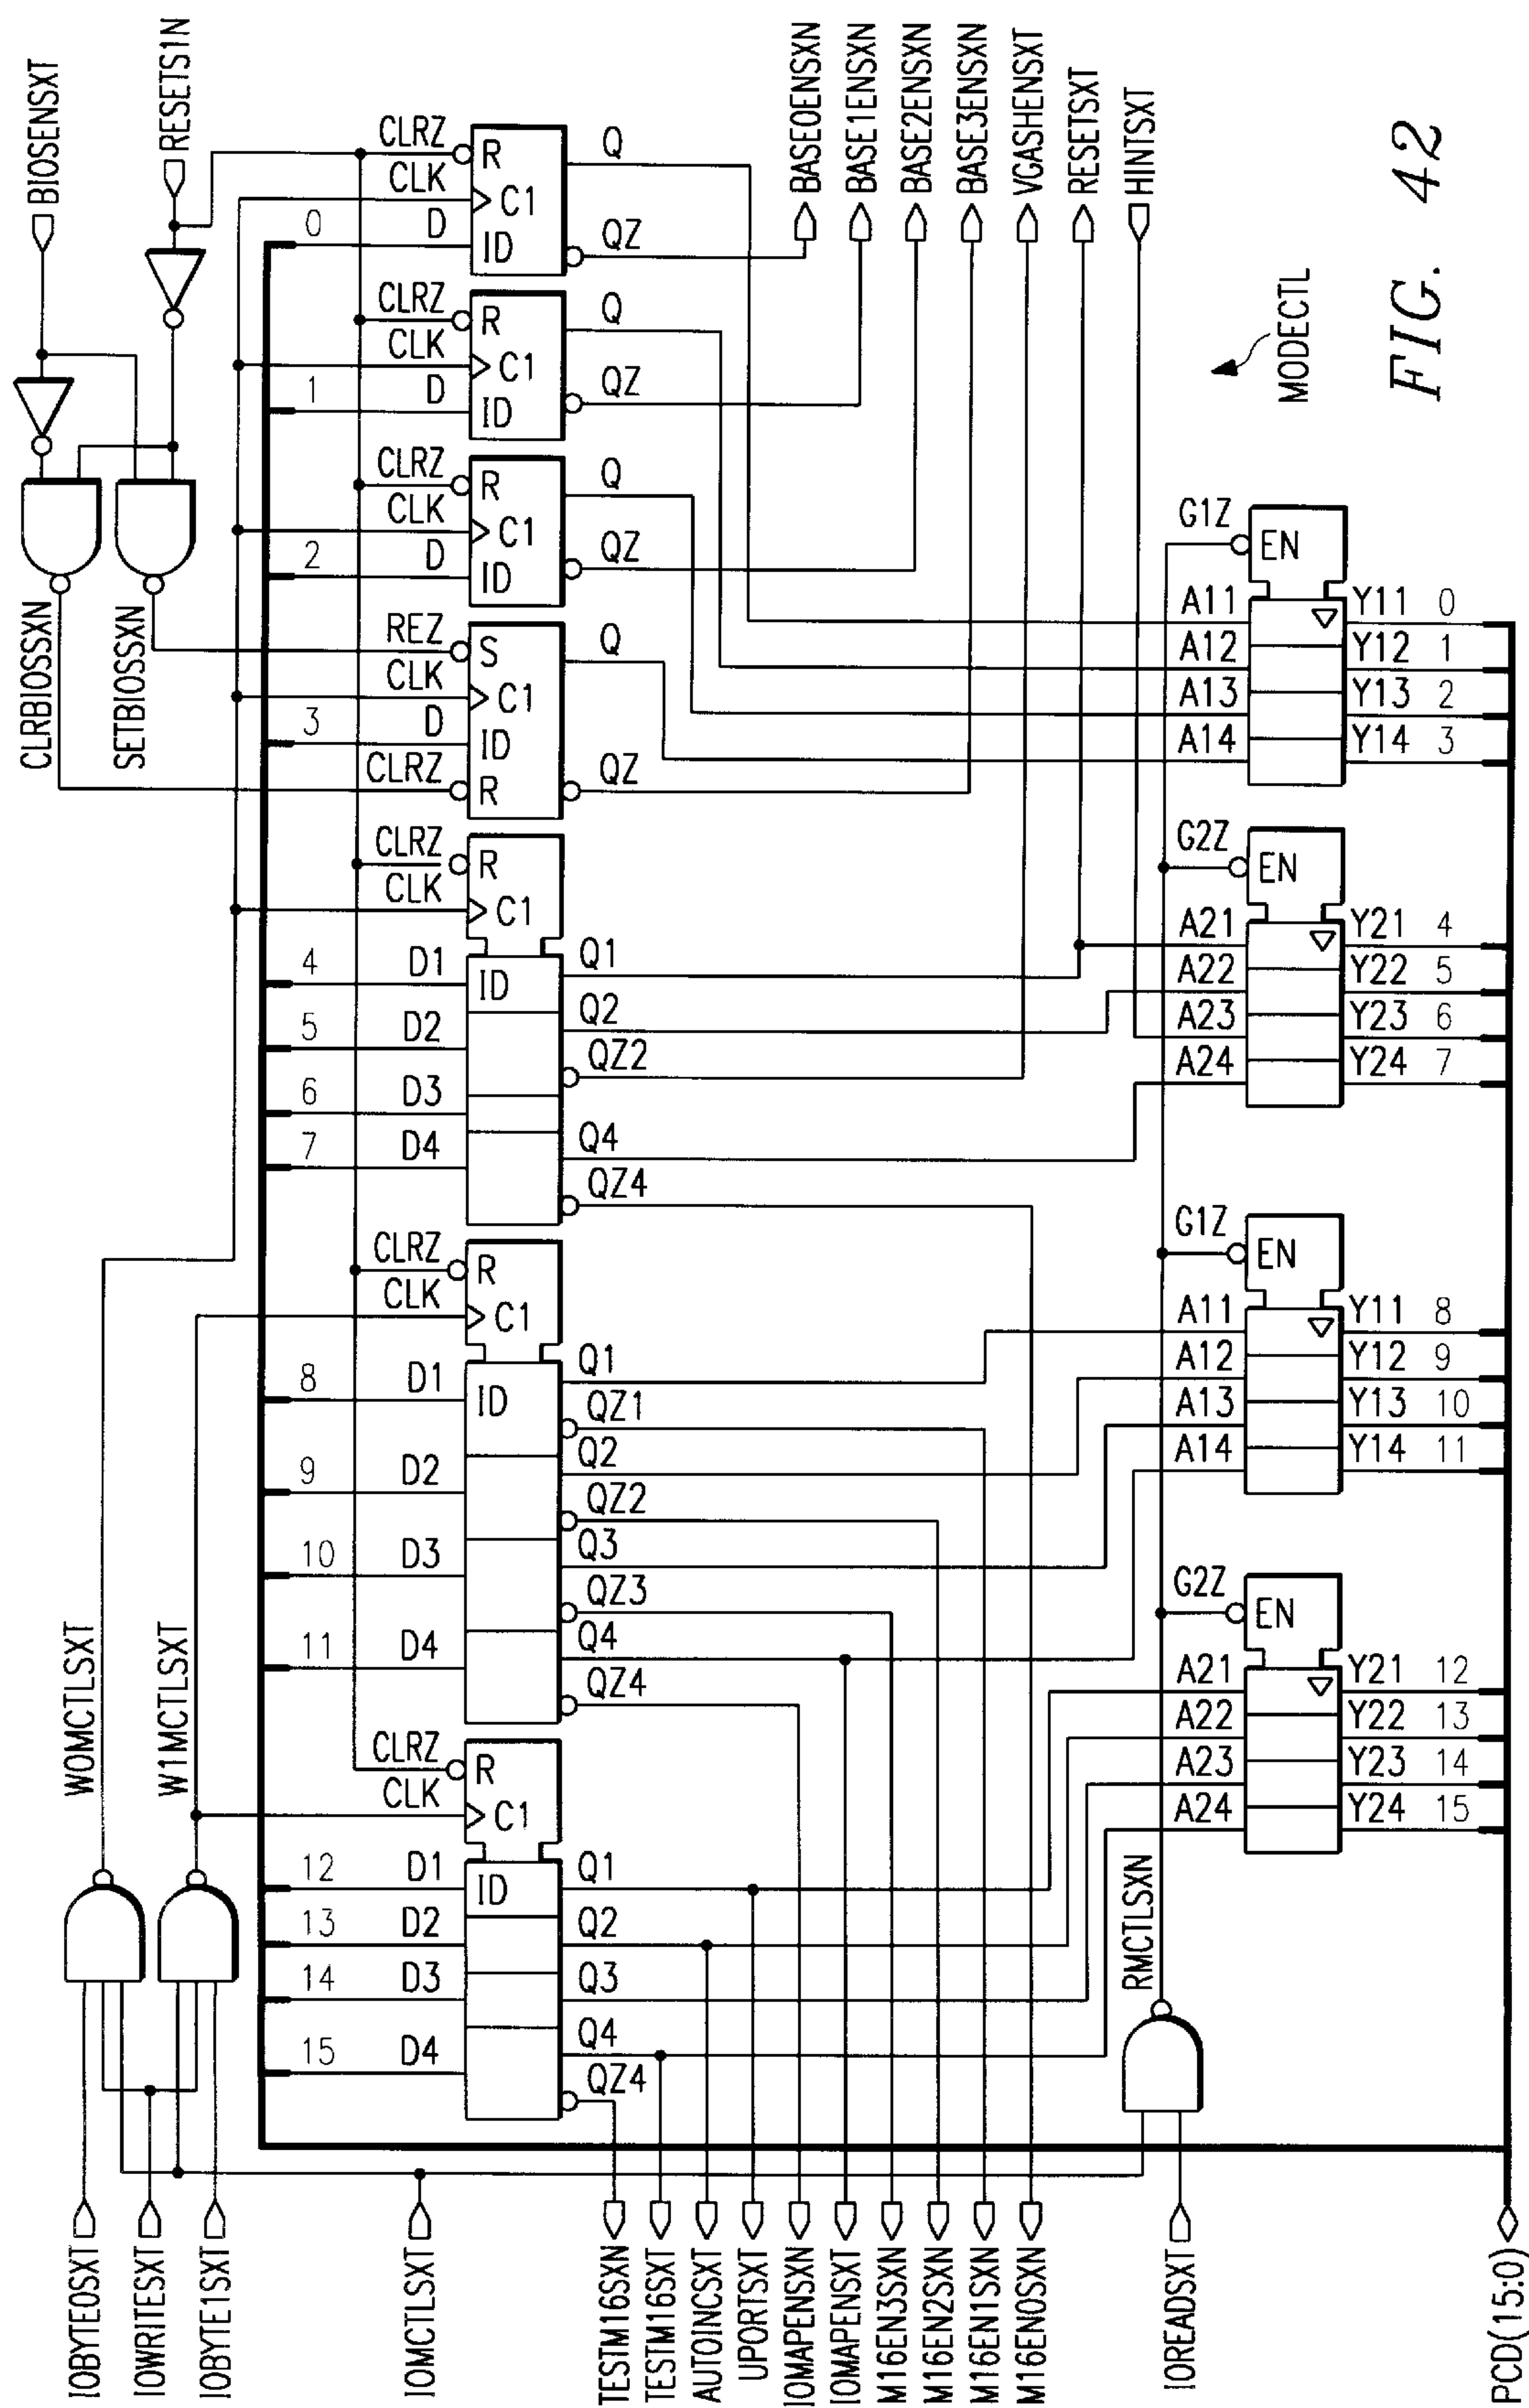 BIOSENSXT
RESETS1N
CLRBIOSSXN
SETBIOSSXN
W0MCTLSXT
W1MCTLSXT
IOBYTE0SXT
IOWRITESXT
IOBYTE1SXT
IOMCTLSXT
0
D
CLK
CLRZ
R
C1
ID
Q
QZ
1
D
CLK
CLRZ
R
C1
ID
Q
QZ
2
D
CLK
CLRZ
R
C1
ID
Q
QZ
3
REZ
CLK
D
CLRZ
S
C1
ID
R
Q
QZ
CLRZ
CLK
R
C1
4
D1
ID
Q1
5
D2
Q2
QZ2
6
D3
7
D4
Q4
QZ4
CLRZ
CLK
R
C1
8
D1
ID
Q1
QZ1
9
D2
Q2
QZ2
10
D3
Q3
QZ3
11
D4
Q4
QZ4
CLRZ
CLK
R
C1
12
D1
ID
Q1
13
D2
Q2
14
D3
Q3
15
D4
Q4
QZ4
BASE0ENSXN
BASE1ENSXN
BASE2ENSXN
BASE3ENSXN
VGASHENSXT
RESETSXT
HINTSXT
TESTM16SXN
TESTM16SXT
AUTOINCSXT
UPORTSXT
IOMAPENSXN
IOMAPENSXT
M16EN3SXN
M16EN2SXN
M16EN1SXN
M16EN0SXN
IOREADSXT
RMCTLSXN
G1Z
EN
A11
Y11
0
A12
Y12
1
A13
Y13
2
A14
Y14
3
G2Z
EN
A21
Y21
4
A22
Y22
5
A23
Y23
6
A24
Y24
7
G1Z
EN
A11
Y11
8
A12
Y12
9
A13
Y13
10
A14
Y14
11
G2Z
EN
A21
Y21
12
A22
Y22
13
A23
Y23
14
A24
Y24
15
PCD(15:0)
MODECTL
FIG. 42